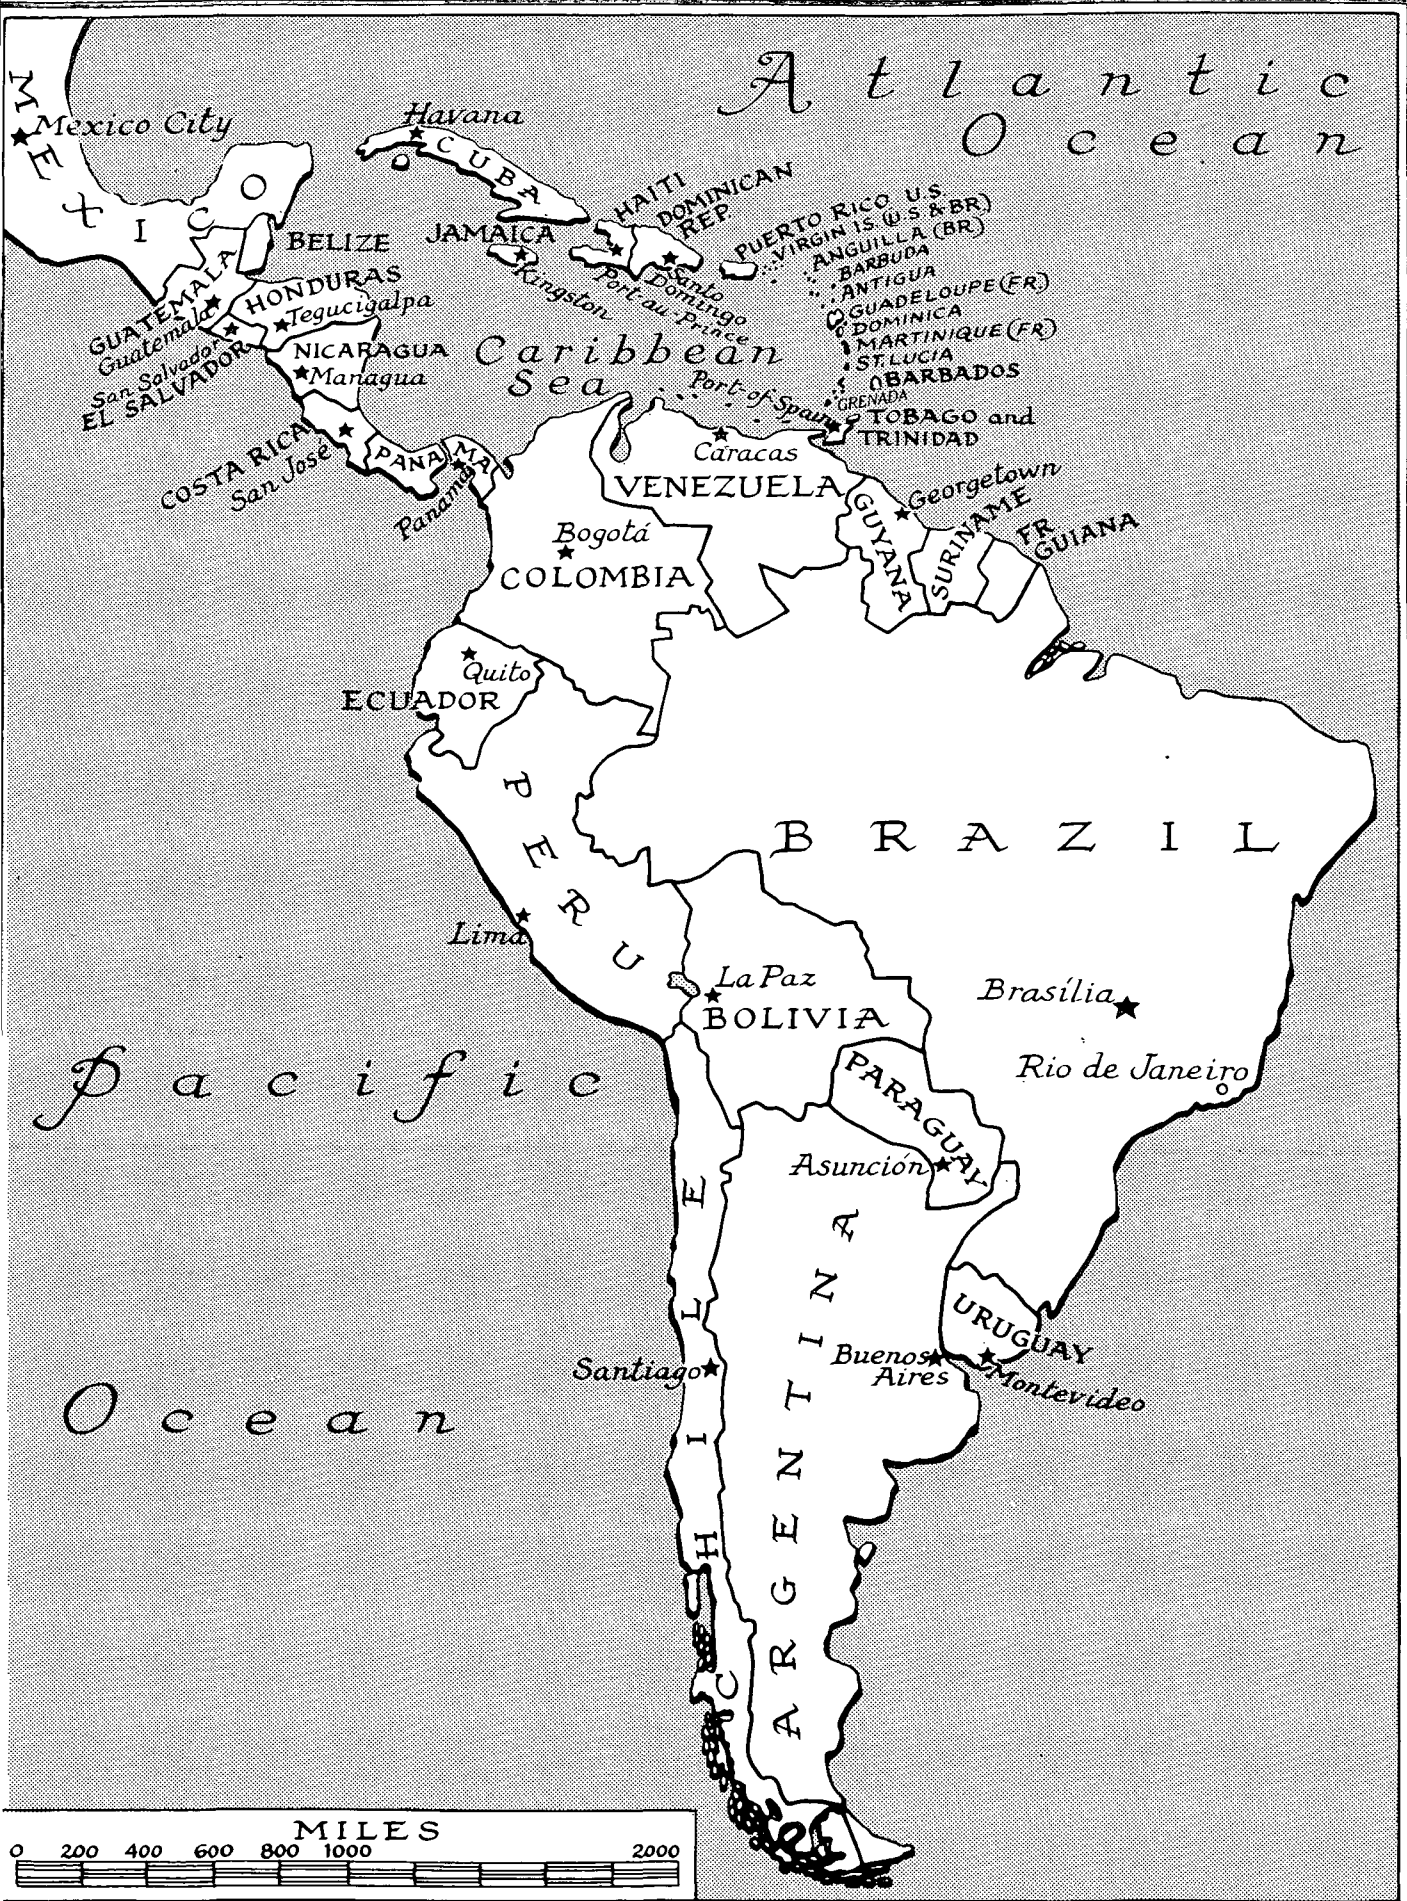 Atlantic
Ocean
MEXICO
Mexico City
Havana
CUBA
HAITI
DOMINICAN
REP.
PUERTO RICO U.S.
VIRGIN IS. (U.S & BR.)
ANGUILLA (BR)
BARBUDA
ANTIGUA
GUADELOUPE (FR)
DOMINICA
MARTINIQUE (FR)
ST. LUCIA
BARBADOS
GRENADA
TOBAGO and
TRINIDAD
BELIZE
JAMAICA
Kingston
Port-au-Prince
Santo
Domingo
GUATEMALA
Guatemala
HONDURAS
Tegucigalpa
San Salvador
EL SALVADOR
NICARAGUA
Managua
Caribbean
Sea
Port-of-Spain
COSTA RICA
San José
PANAMA
Panama
Caracas
VENEZUELA
Georgetown
GUYANA
SURINAME
FR.
GUIANA
Bogotá
COLOMBIA
Quito
ECUADOR
PERU
Lima
BRAZIL
Brasília
Rio de Janeiro
La Paz
BOLIVIA
PARAGUAY
Asunción
Pacific
Ocean
CHILE
Santiago
ARGENTINA
Buenos
Aires
URUGUAY
Montevideo
MILES
0 200 400 600 800 1000 2000